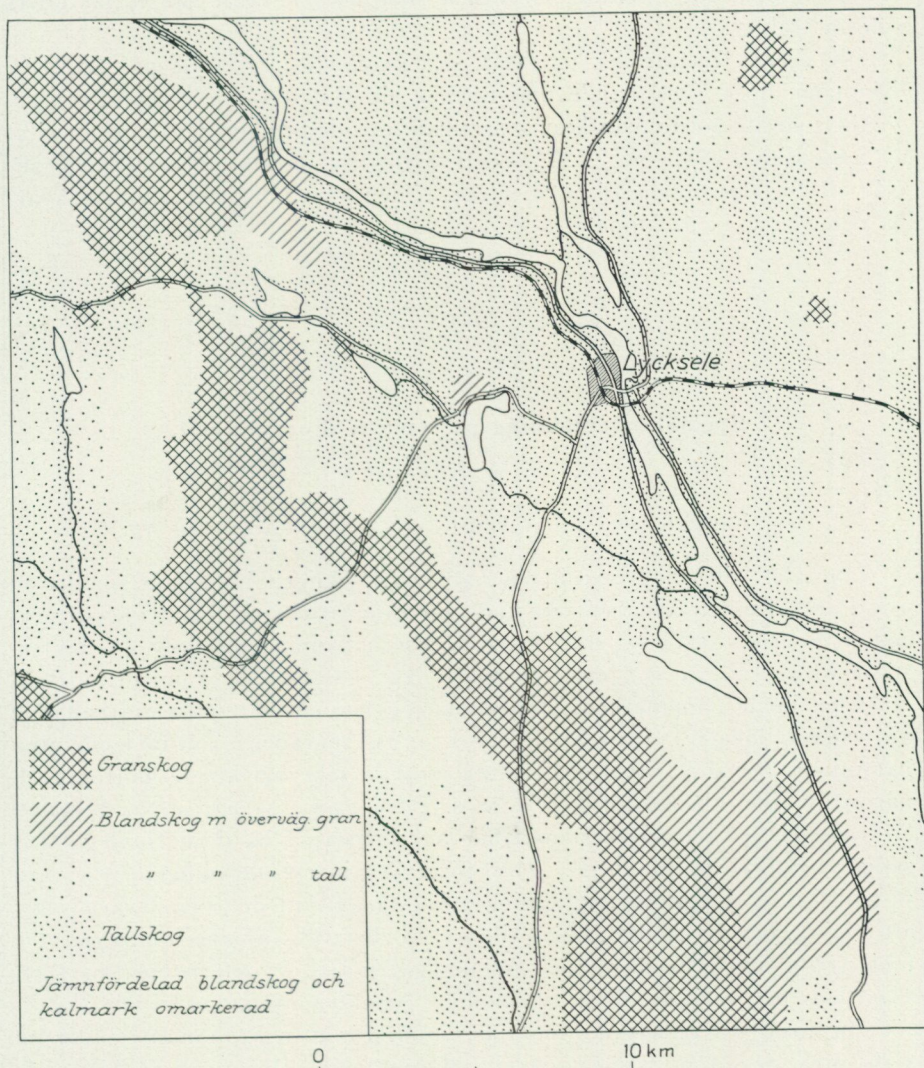 Lycksele
Granskog
Blandskog m överväg. gran
" " " tall
Tallskog
Jämnfördelad blandskog och
kalmark omarkerad
0 10 km